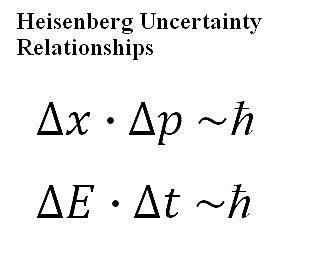 Heisenberg Uncertainty
Relationships
Δx · Δp ~ħ
ΔE · Δt ~ħ